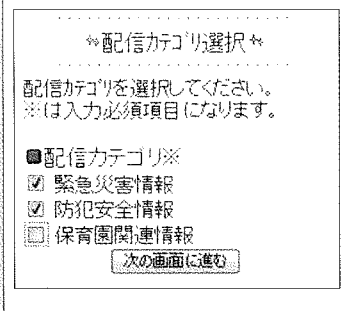 配信ｶﾃｺﾞﾘ選択
配信ｶﾃｺﾞﾘを選択してください。
※は入力必須項目になります。
■配信カテゴリ※
緊急災害情報
防犯安全情報
保育園関連情報
次の画面に進む